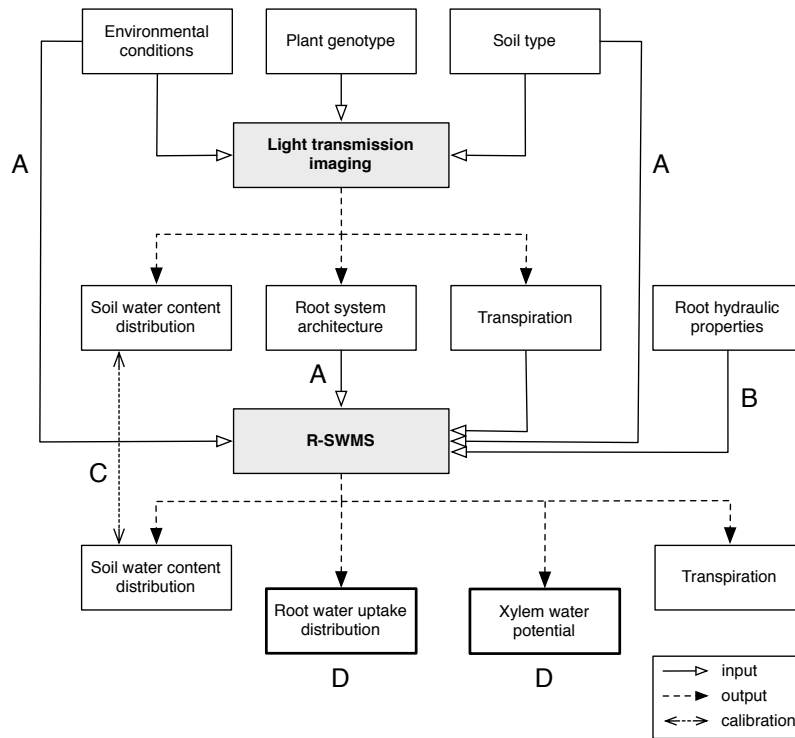 Environmental
conditions
Plant genotype
Soil type
Light transmission
imaging
A
A
Soil water content
distribution
Root system
architecture
Transpiration
Root hydraulic
properties
A
B
R-SWMS
C
Soil water content
distribution
Root water uptake
distribution
Xylem water
potential
Transpiration
D
D
input
output
calibration